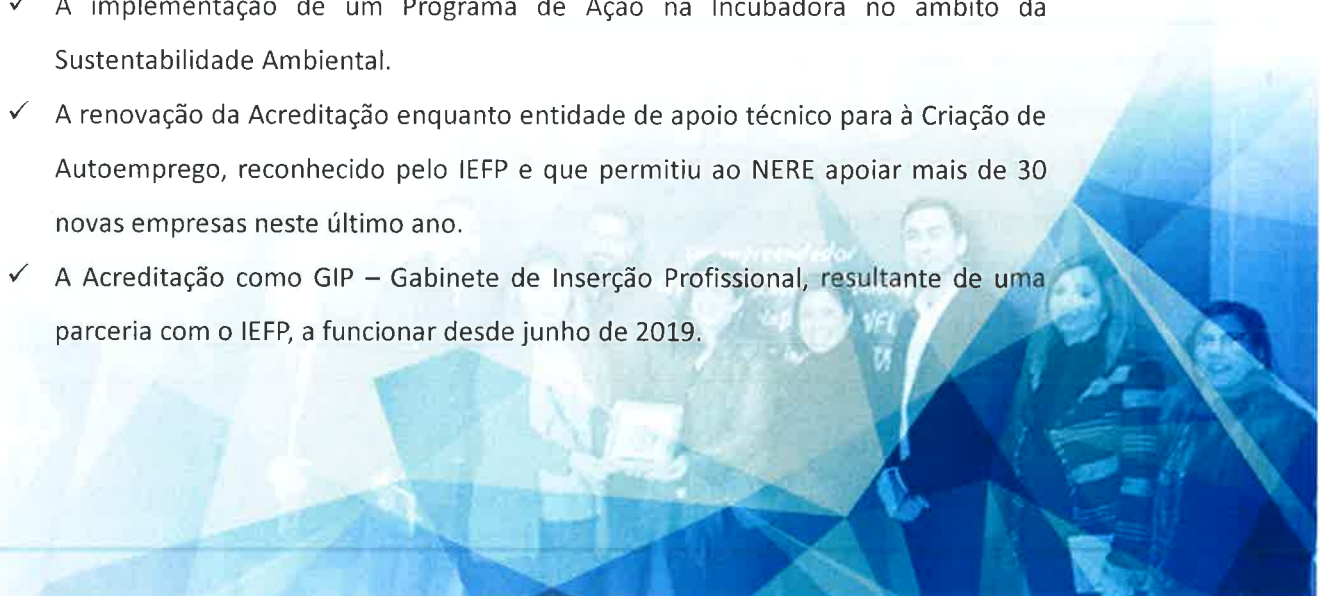 ✓ A implementação de um Programa de Ação na Incubadora no âmbito da
Sustentabilidade Ambiental.
✓ A renovação da Acreditação enquanto entidade de apoio técnico para à Criação de
Autoemprego, reconhecido pelo IEFP e que permitiu ao NERE apoiar mais de 30
novas empresas neste último ano.
✓ A Acreditação como GIP – Gabinete de Inserção Profissional, resultante de uma
parceria com o IEFP, a funcionar desde junho de 2019.